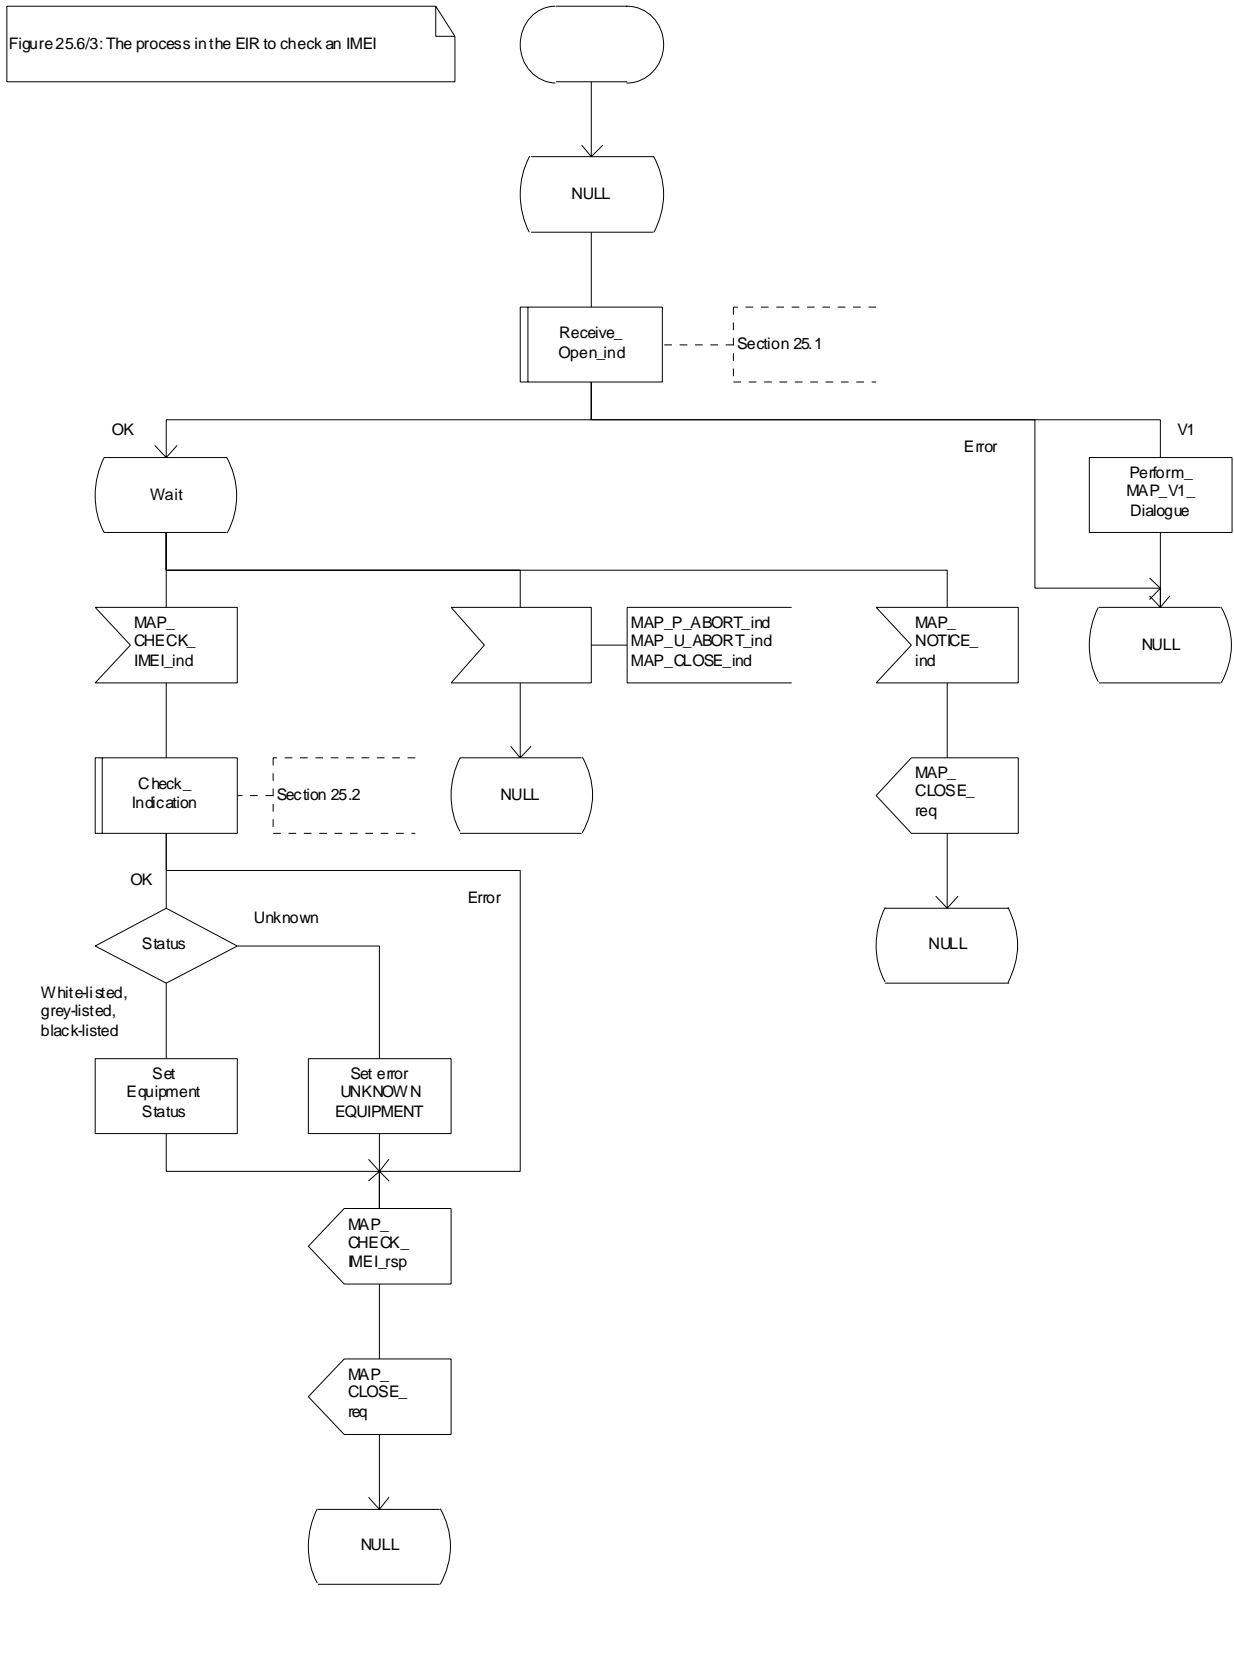 Figure 25.6/3: The process in the EIR to check an IMEI
NULL
Receive_
Open_ind
Section 25.1
OK
Error
V1
Wait
Perform_
MAP_V1_
Dialogue
MAP_
CHECK_
IMEI_ind
MAP_P_ABORT_ind
MAP_U_ABORT_ind
MAP_CLOSE_ind
MAP_
NOTICE_
ind
NULL
Check_
Indication
Section 25.2
NULL
MAP_
CLOSE_
req
OK
Error
Unknown
Status
NULL
White-listed,
grey-listed,
black-listed
Set
Equipment
Status
Set error
UNKNOWN
EQUIPMENT
MAP_
CHECK_
IMEI_rsp
MAP_
CLOSE_
req
NULL